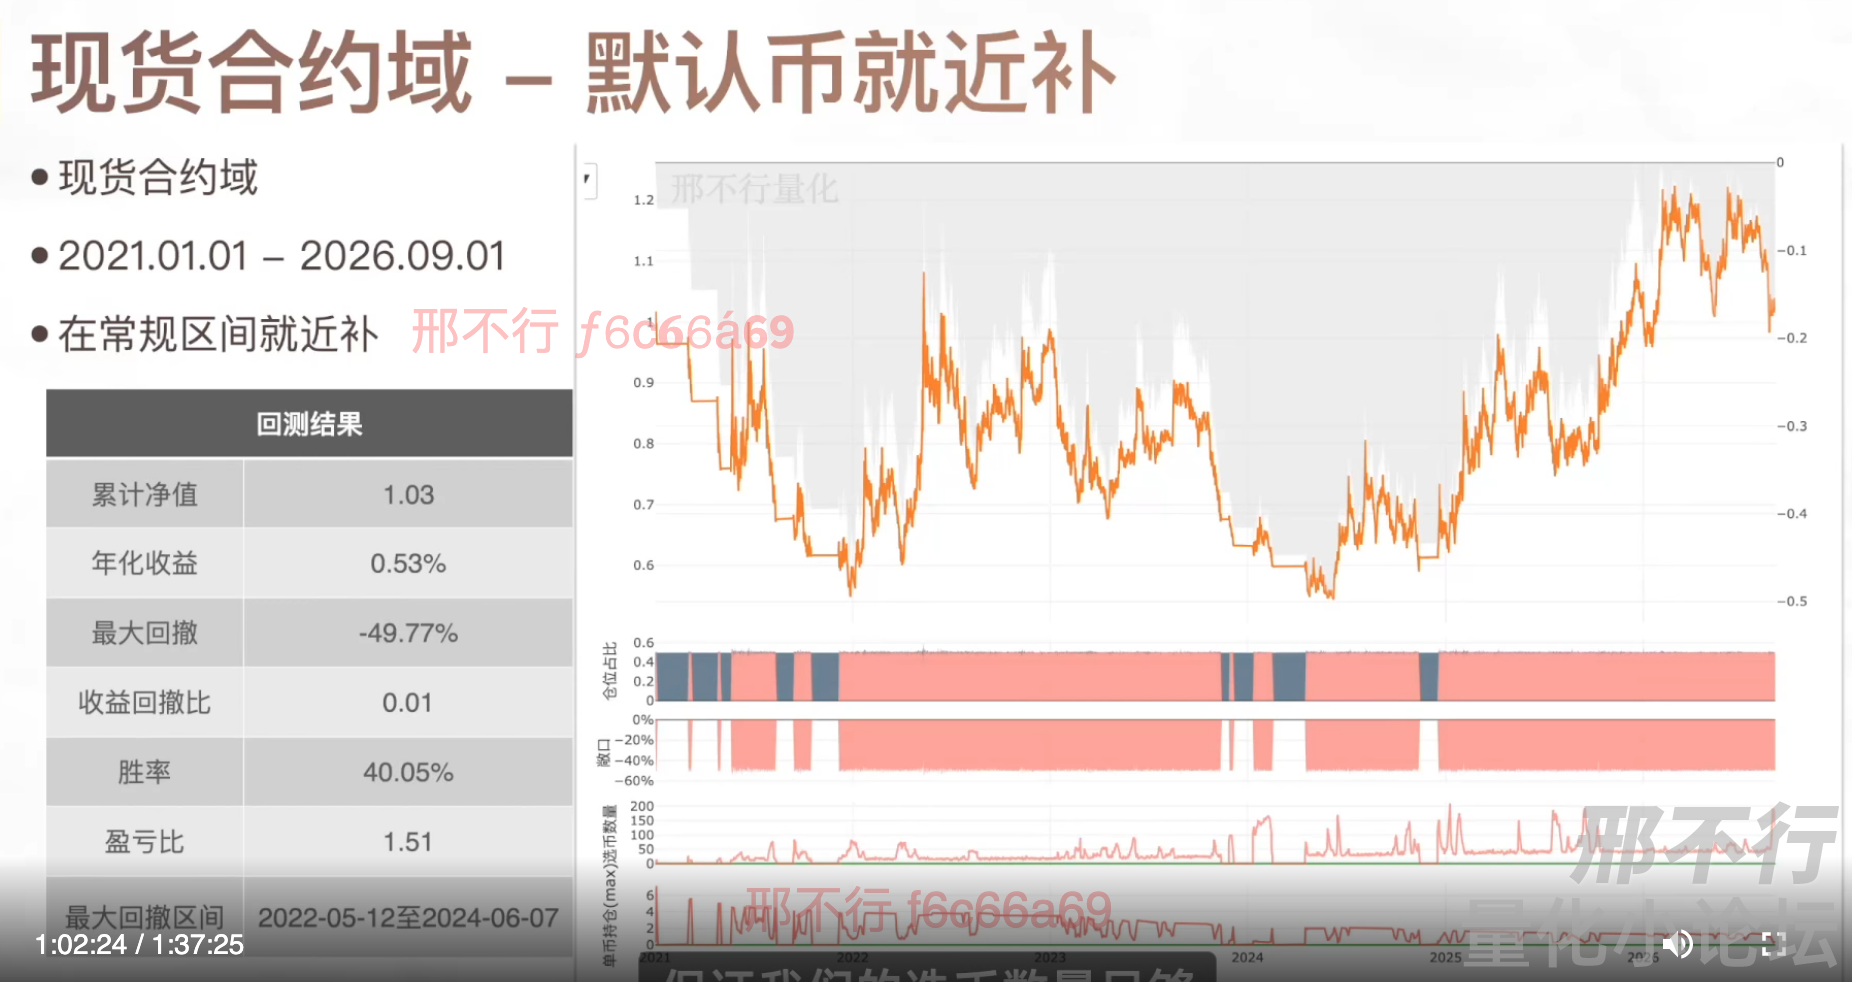 现货合约域 – 默认币就近补
• 现货合约域
• 2021.01.01 – 2026.09.01
• 在常规区间就近补
邢不行 f6c66a69
回测结果
累计净值 1.03
年化收益 0.53%
最大回撤 -49.77%
收益回撤比 0.01
胜率 40.05%
盈亏比 1.51
最大回撤区间 2022-05-12至2024-06-07
1:02:24 / 1:37:25
邢不行量化
1.2
1.1
1
0.9
0.8
0.7
0.6
0
−0.1
−0.2
−0.3
−0.4
−0.5
仓位占比
0.6
0.4
0.2
0
敞口
0%
−20%
−40%
−60%
选币数量
200
150
100
50
0
单币持仓(max)
6
4
2
0
2021
2022
2023
2024
2025
2026
邢不行 f6c66a69
邢不行
量化小论坛